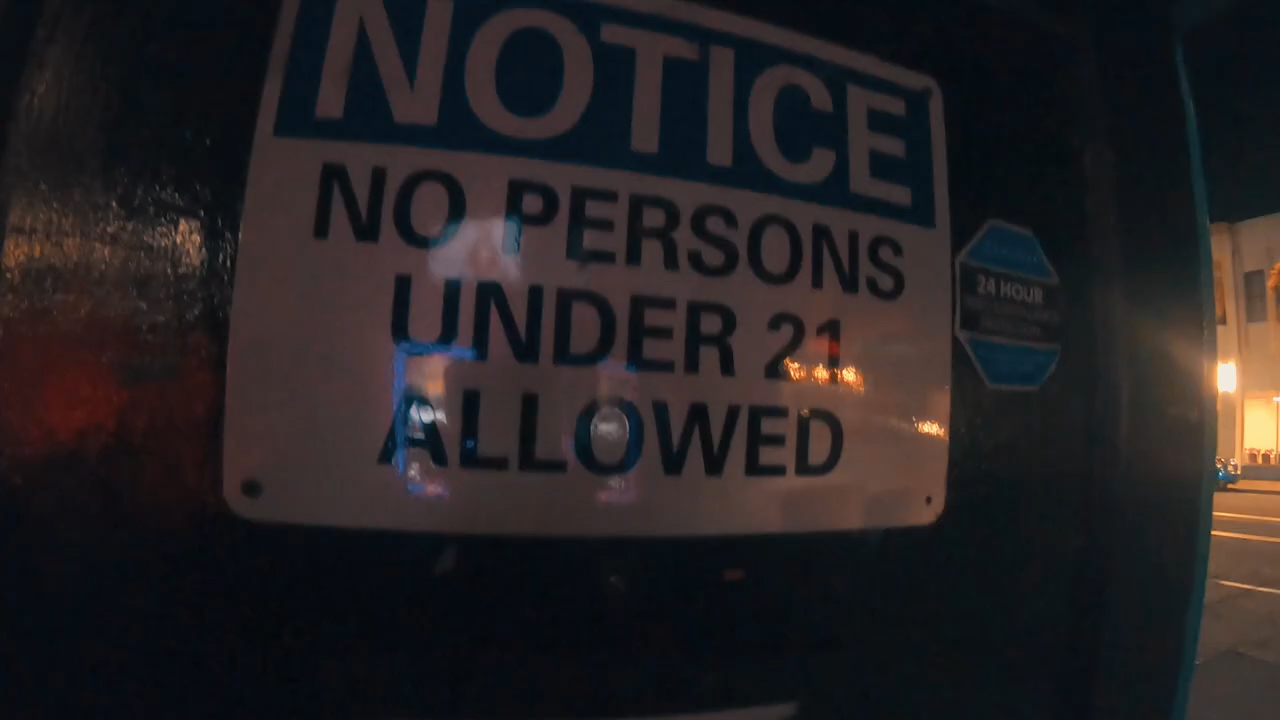 NOTICE
NO PERSONS
UNDER 21
ALLOWED
24 HOUR